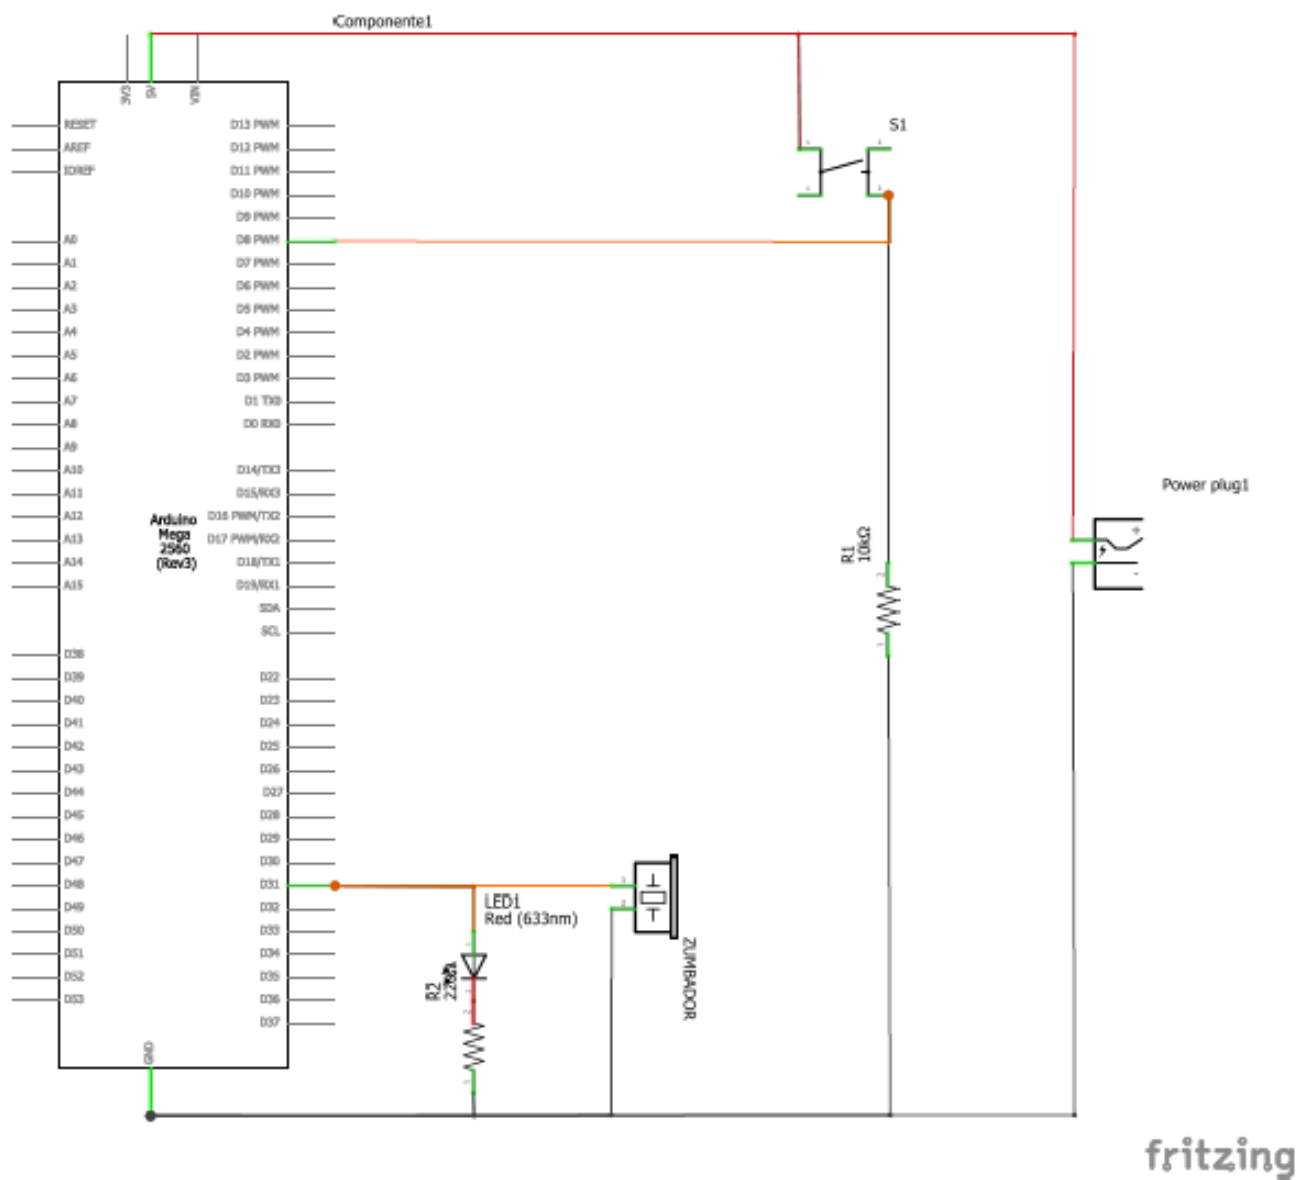 Componente1
3V3
5V
VIN
RESET
AREF
IOREF
D13 PWM
D12 PWM
D11 PWM
D10 PWM
D9 PWM
A0
D8 PWM
A1
D7 PWM
A2
D6 PWM
A3
D5 PWM
A4
D4 PWM
A5
D2 PWM
A6
D3 PWM
A7
D1 TX0
A8
D0 RX0
A9
A10
D14/TX3
A11
D15/RX3
A12
D16 PWM/TX2
A13
D17 PWM/RX2
A14
D18/TX1
A15
D19/RX1
Arduino
Mega
2560
(Rev3)
SDA
SCL
D38
D39
D22
D40
D23
D41
D24
D42
D25
D43
D26
D44
D27
D45
D28
D46
D29
D47
D30
D48
D31
D49
D32
D50
D33
D51
D34
D52
D35
D53
D36
D37
GND
S1
R1
10kΩ
Power plug1
+
-
LED1
Red (633nm)
R2
ZUMBADOR
fritzing